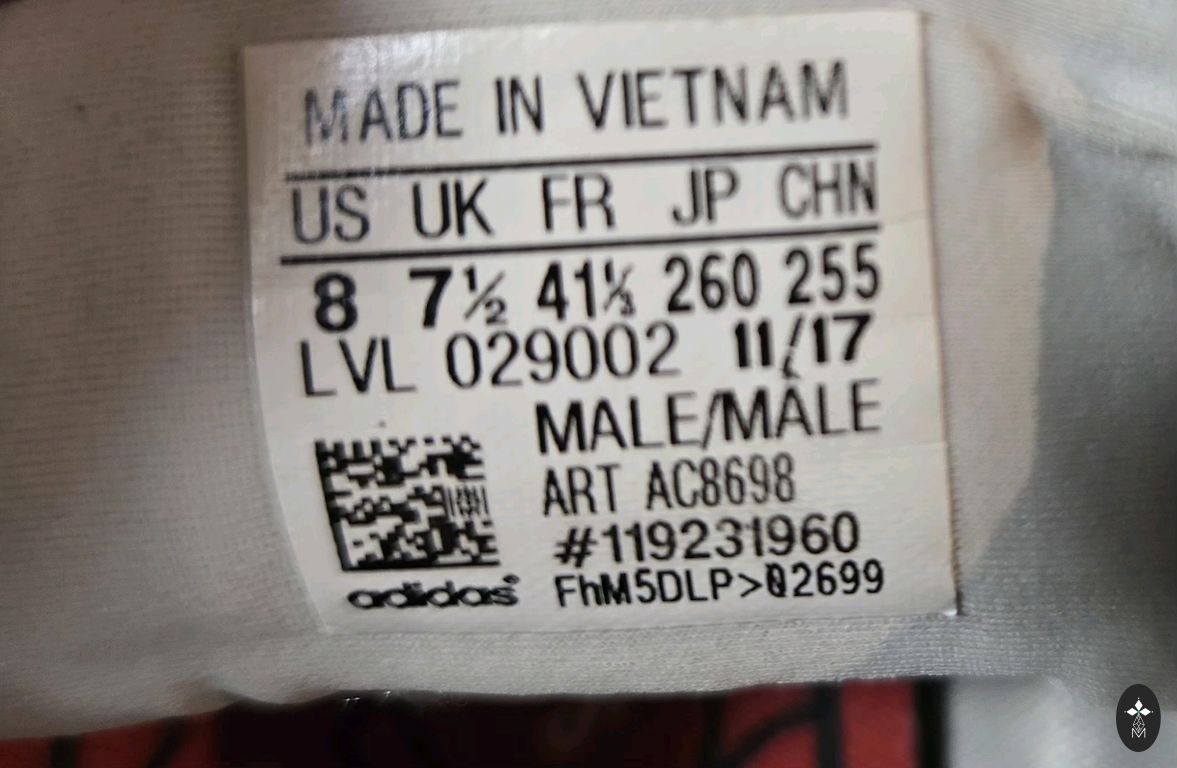 MADE IN VIETNAM
US UK FR JP CHN
8 7½ 41⅓ 260 255
LVL 029002 11/17
MALE/MÂLE
ART AC8698
#119231960
FhM5DLP>02699
adidas
M